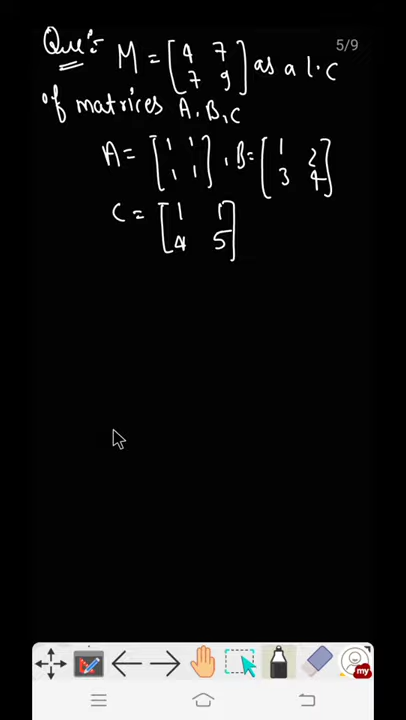 Que:- M = [4 7 5/9
7 9] as a l.C
of matrices A, B, C
A = [1 1
1 1], B = [1 2
3 4]
C = [1 1
4 5]
my